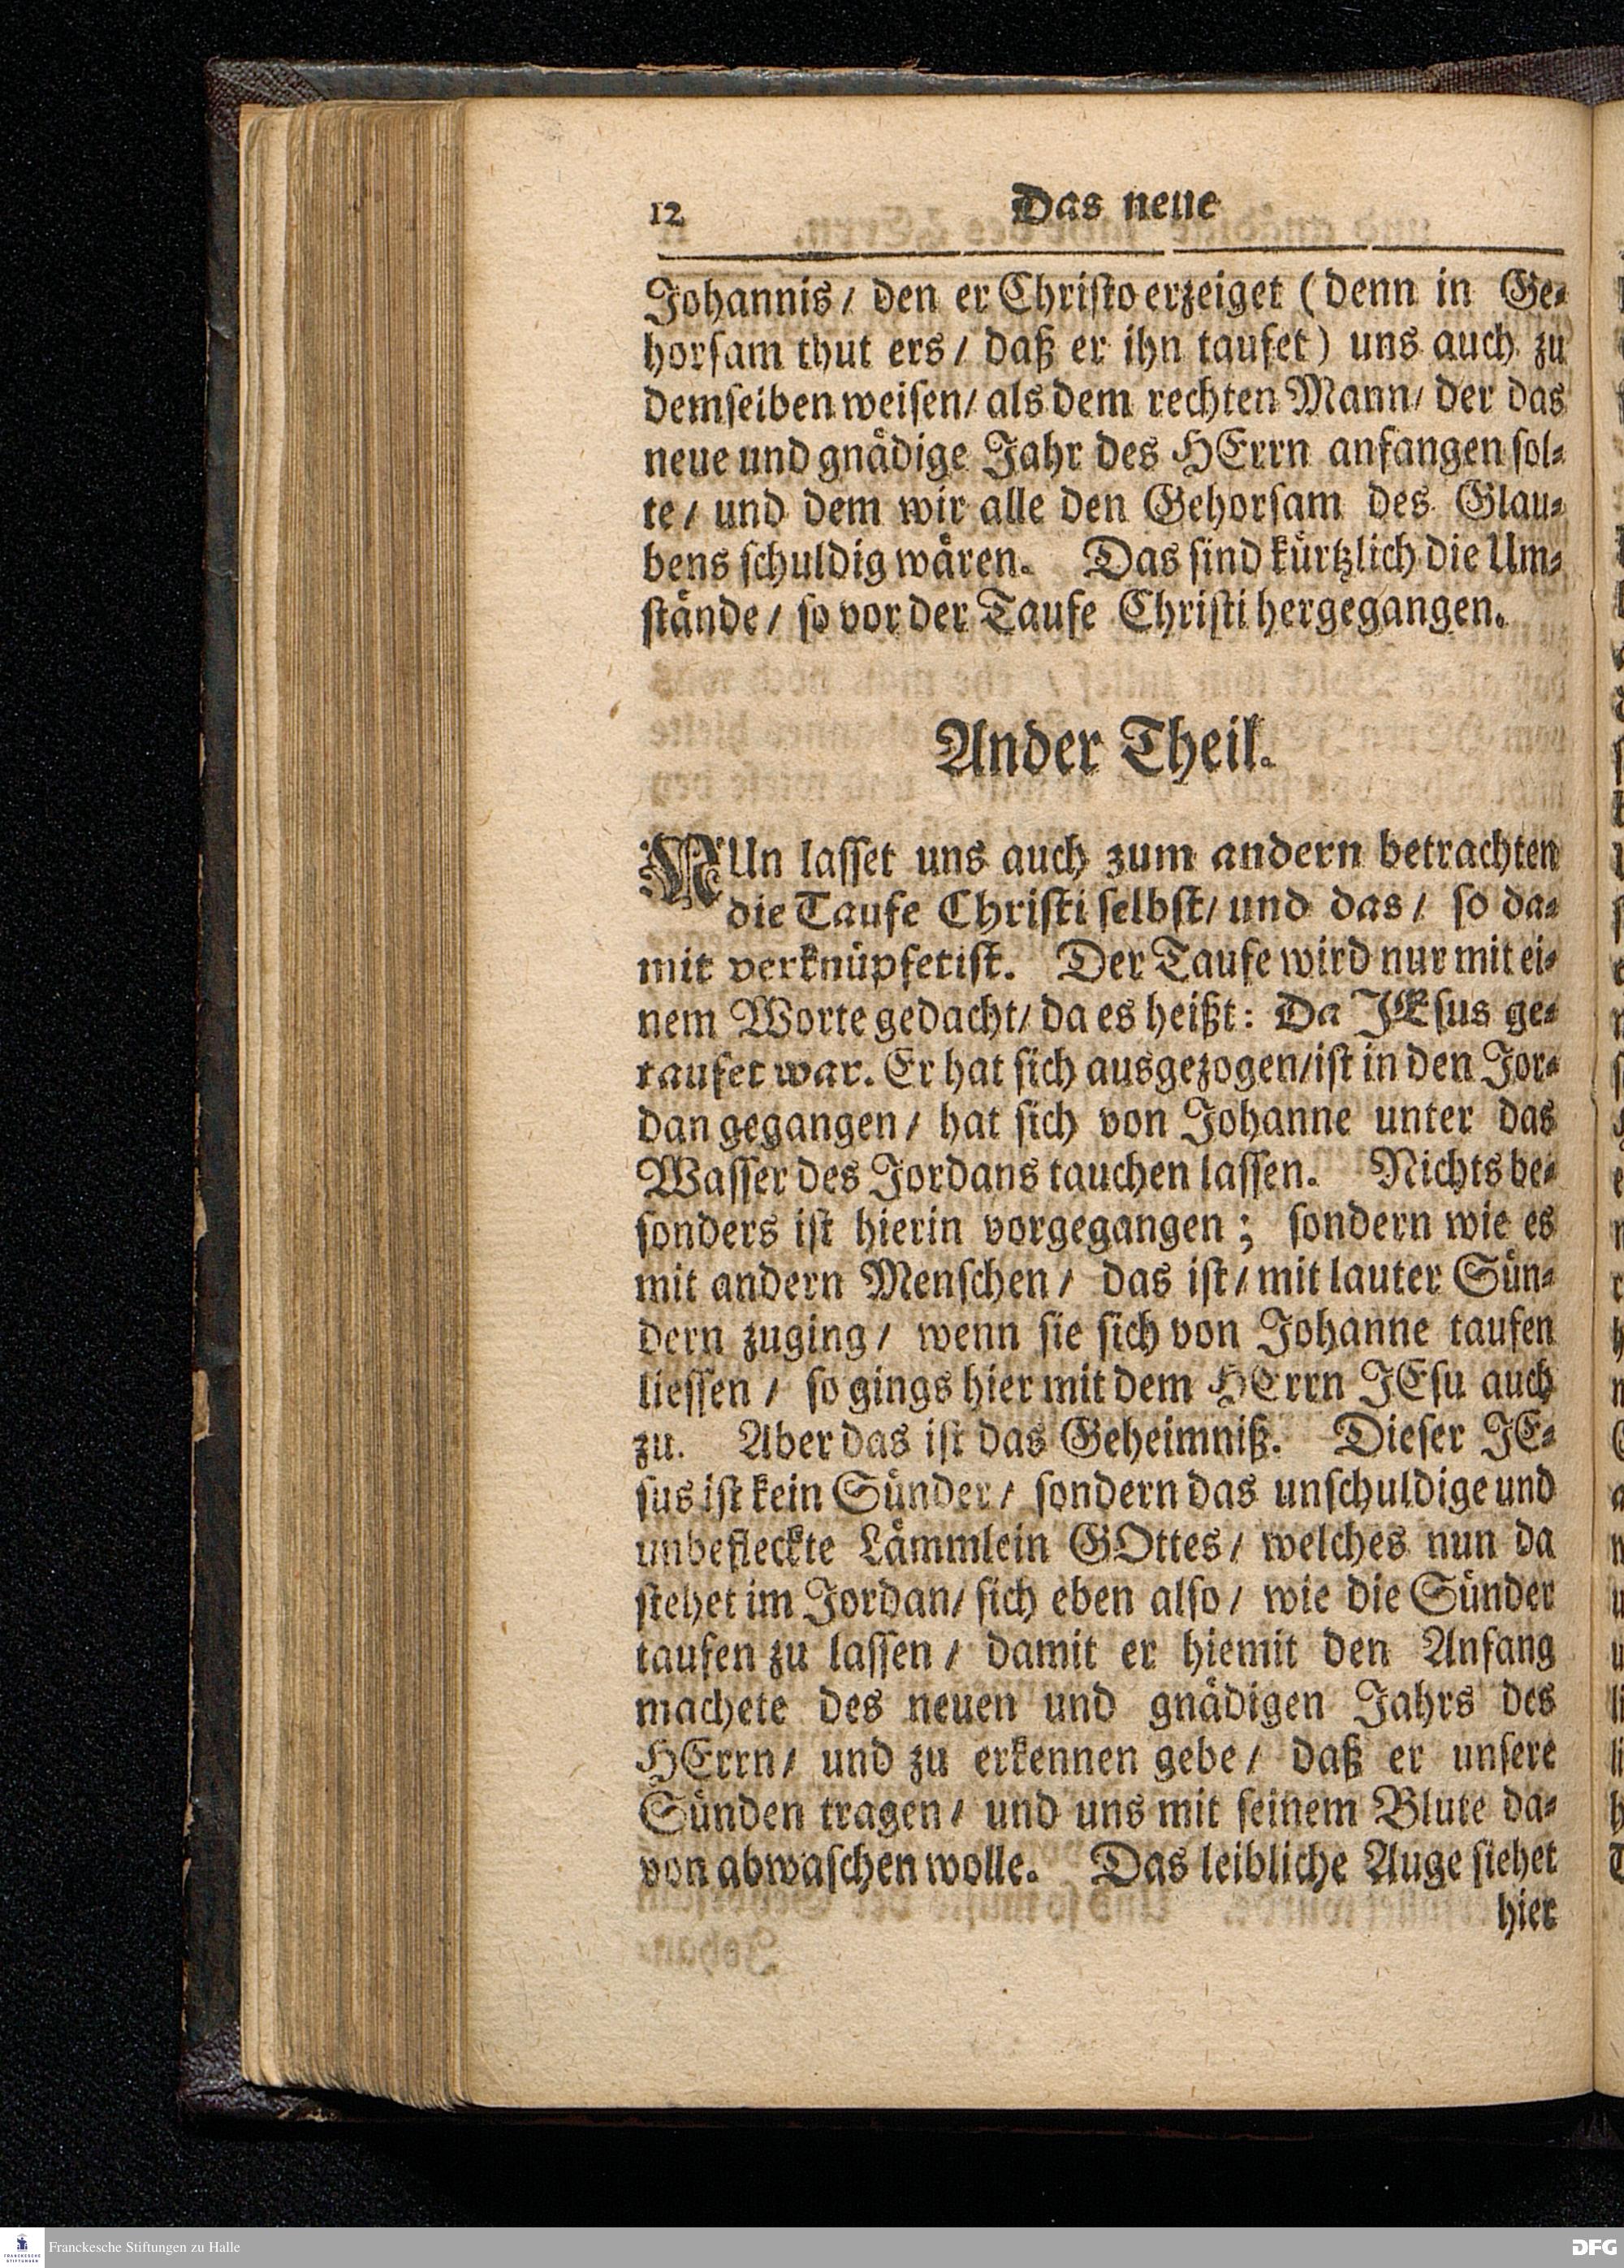 12 Das neue
Johannis / den er Christo erzeiget (denn in Ge-
horsam thut ers / daß er ihn taufet) uns auch zu
demselben weisen / als dem rechten Mann / der das
neue und gnädige Jahr des HErrn anfangen sol-
te / und dem wir alle den Gehorsam des Glau-
bens schuldig wären. Das sind kürtzlich die Um-
stände / so vor der Taufe Christi hergegangen.
Ander Theil.
NUn lasset uns auch zum andern betrachten
die Taufe Christi selbst / und das / so da-
mit verknüpfet ist. Der Taufe wird nur mit ei-
nem Worte gedacht / da es heißt: Da JEsus ge-
taufet war. Er hat sich ausgezogen / ist in den Jor-
dan gegangen / hat sich von Johanne unter das
Wasser des Jordans tauchen lassen. Nichts be-
sonders ist hierin vorgegangen; sondern wie es
mit andern Menschen / das ist / mit lauter Sün-
dern zuging / wenn sie sich von Johanne taufen
liessen / so gings hier mit dem HErrn JEsu auch
zu. Aber das ist das Geheimniß. Dieser JE-
sus ist kein Sünder / sondern das unschuldige und
unbefleckte Lämmlein GOttes / welches nun da
stehet im Jordan / sich eben also / wie die Sünder
taufen zu lassen / damit er hiemit den Anfang
machete des neuen und gnädigen Jahrs des
HErrn / und zu erkennen gebe / daß er unsere
Sünden tragen / und uns mit seinem Blute da-
von abwaschen wolle. Das leibliche Auge siehet
hier
Franckesche Stiftungen zu Halle
DFG